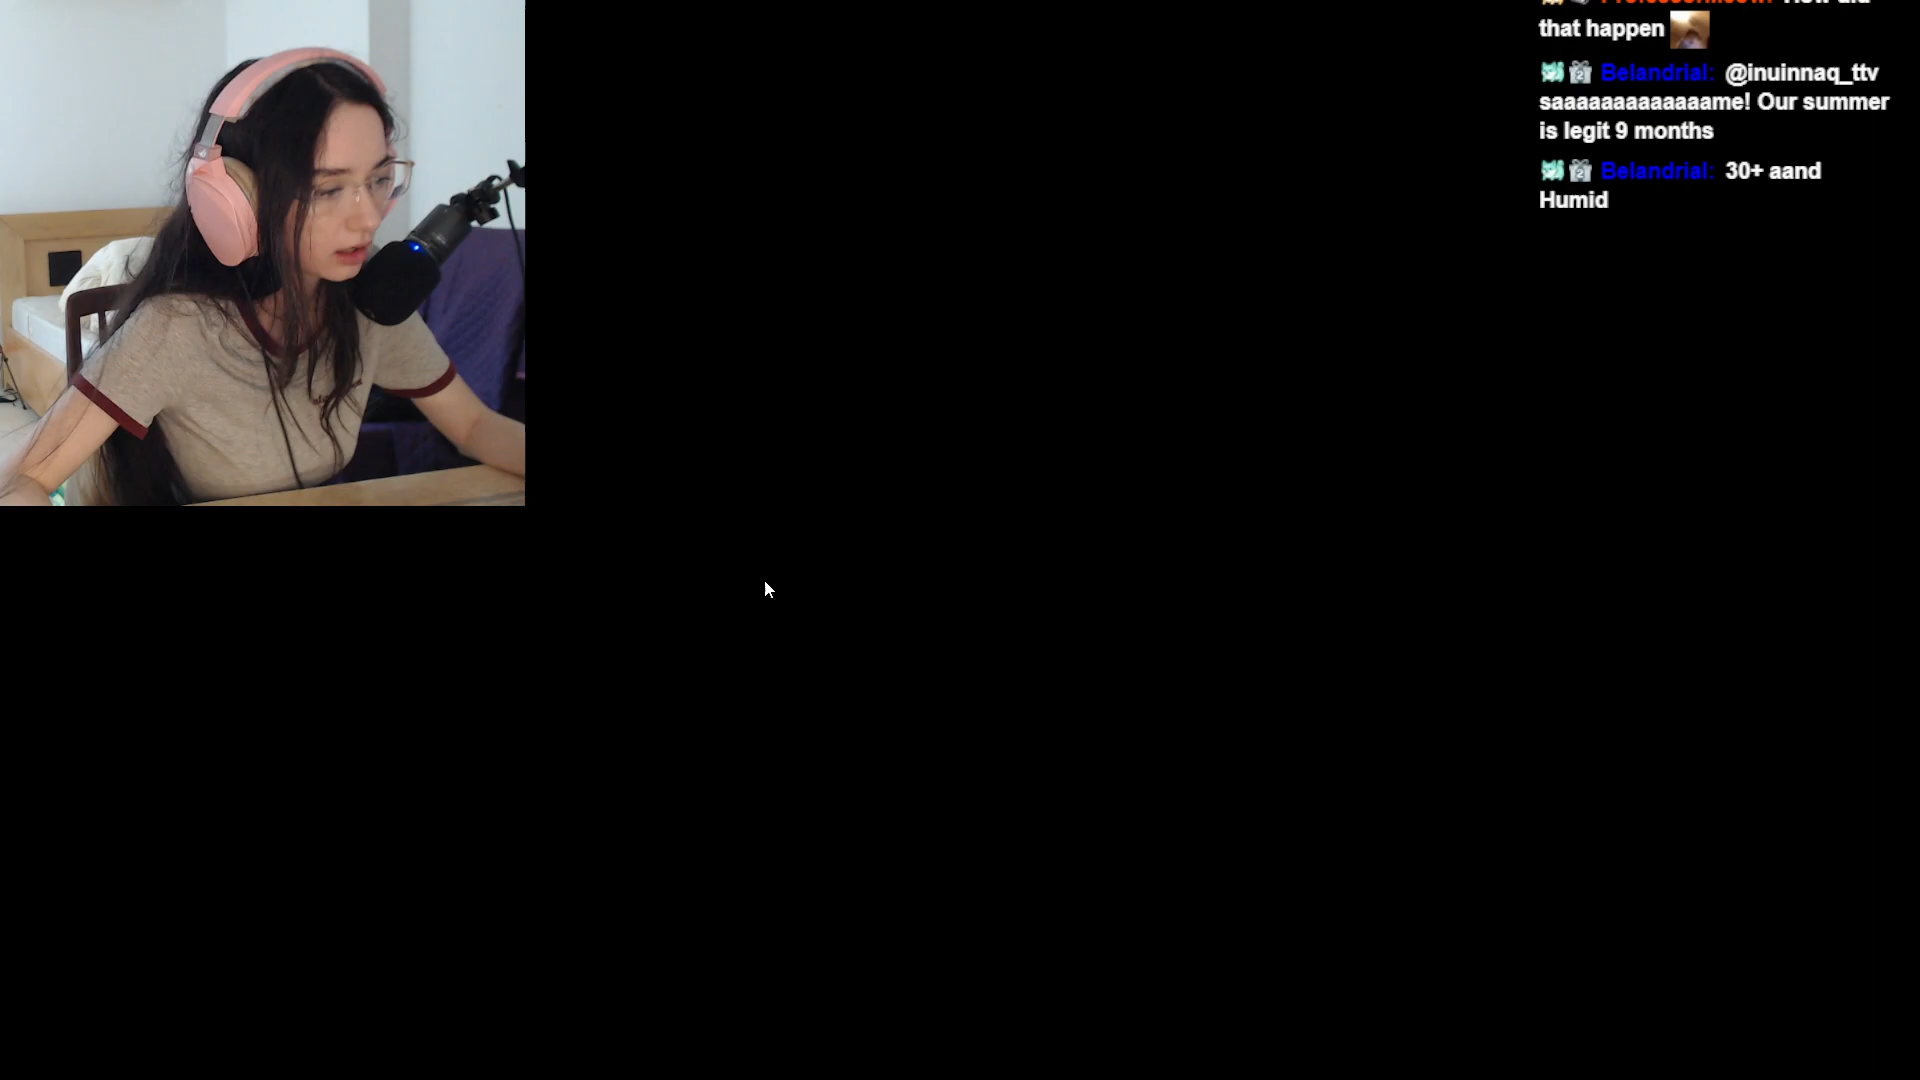 that happen
Belandrial: @inuinnaq_ttv
saaaaaaaaaaaaame! Our summer
is legit 9 months
Belandrial: 30+ aand
Humid